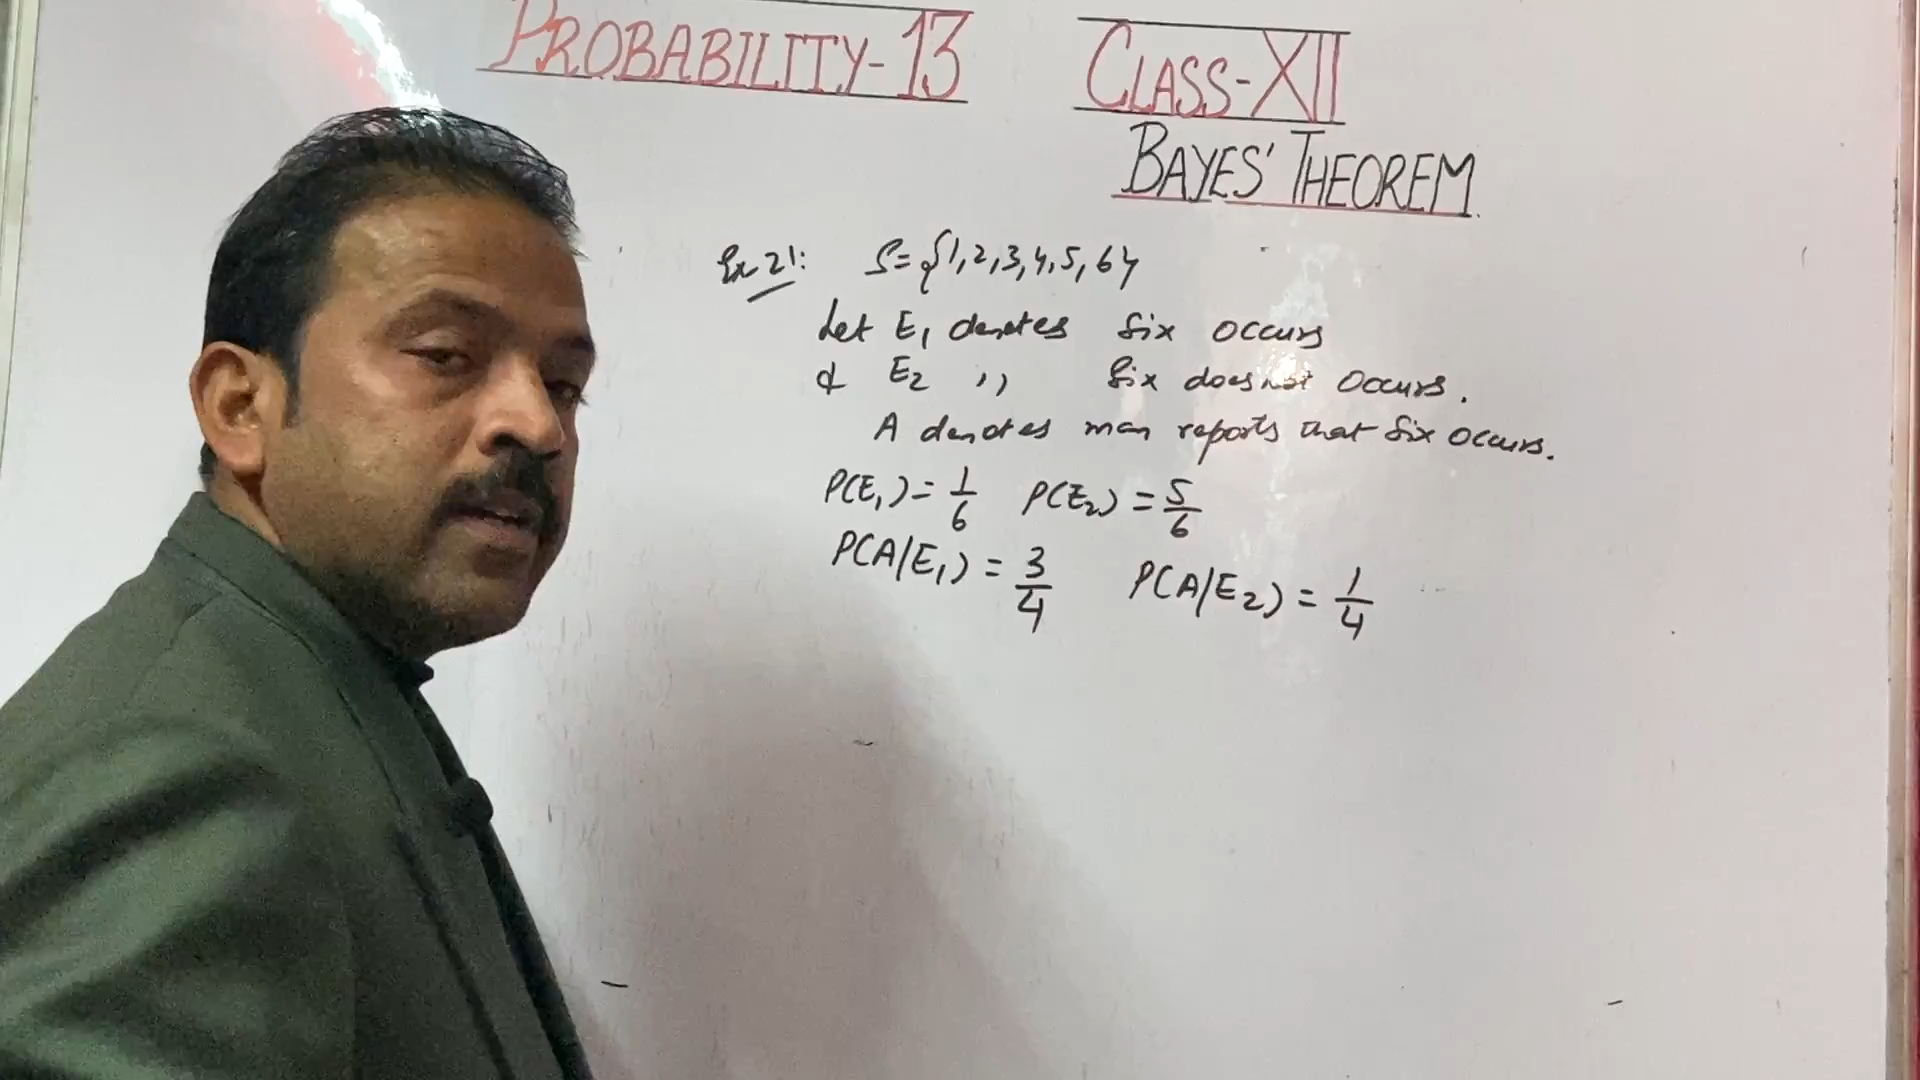 PROBABILITY-13 CLASS-XII
BAYES' THEOREM.
Ex 21: S={1,2,3,4,5,6}
Let E₁ denotes Six occurs
& E₂ ,, Six does not occurs.
A denotes man reports that Six occurs.
P(E₁)=1/6 P(E₂)=5/6
P(A/E₁)=3/4 P(A/E₂)=1/4